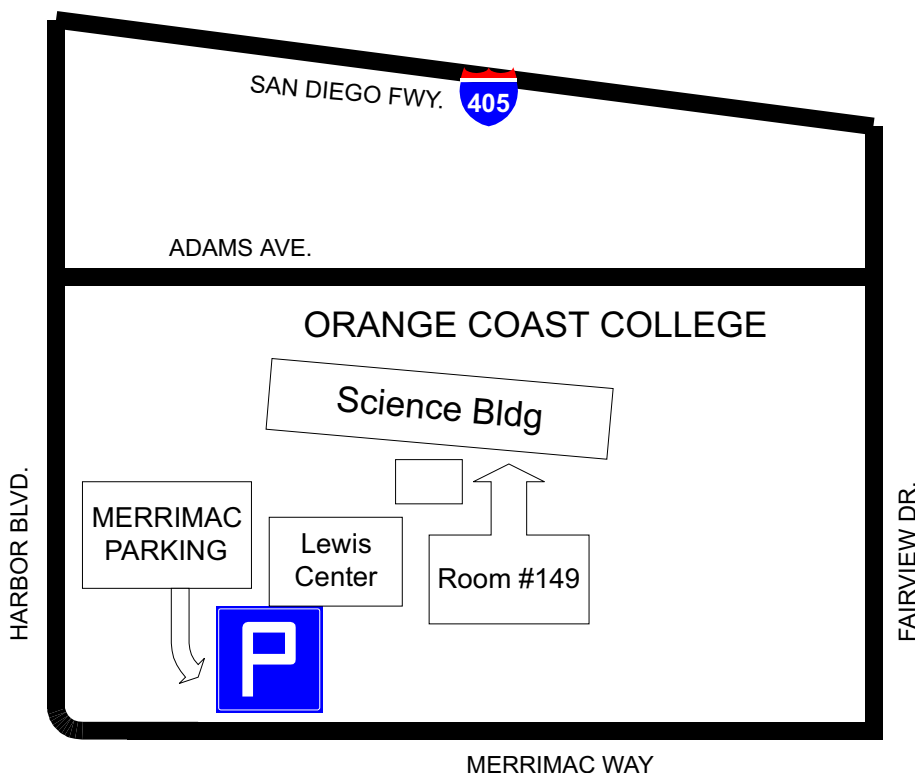 SAN DIEGO FWY.
405
ADAMS AVE.
ORANGE COAST COLLEGE
Science Bldg
HARBOR BLVD.
MERRIMAC
PARKING
Lewis
Center
Room #149
FAIRVIEW DR.
P
MERRIMAC WAY